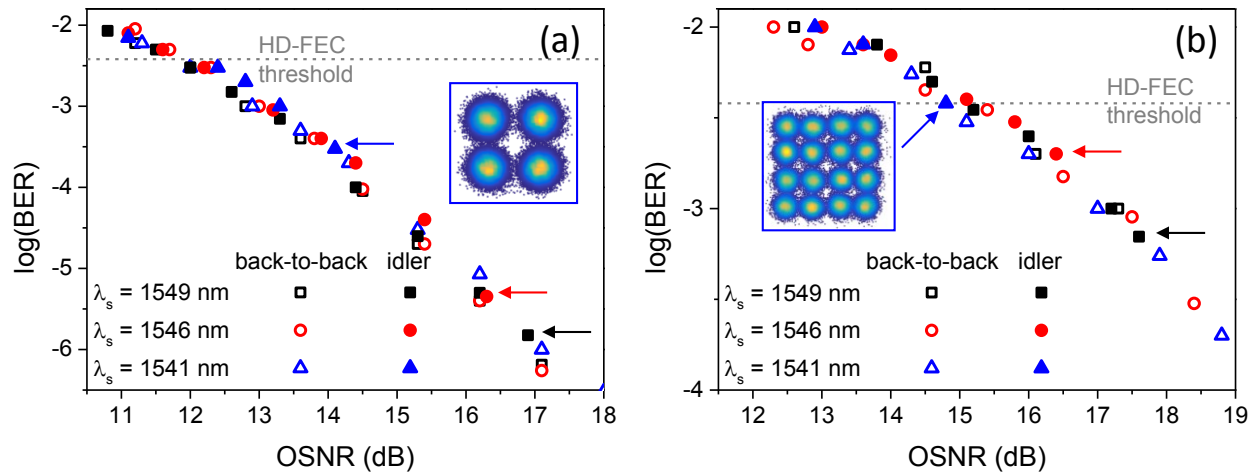 (a)
HD-FEC
threshold
log(BER)
-2
-3
-4
-5
-6
back-to-back idler
λs = 1549 nm
λs = 1546 nm
λs = 1541 nm
11 12 13 14 15 16 17 18
OSNR (dB)
(b)
HD-FEC
threshold
log(BER)
-2
-3
-4
back-to-back idler
λs = 1549 nm
λs = 1546 nm
λs = 1541 nm
12 13 14 15 16 17 18 19
OSNR (dB)